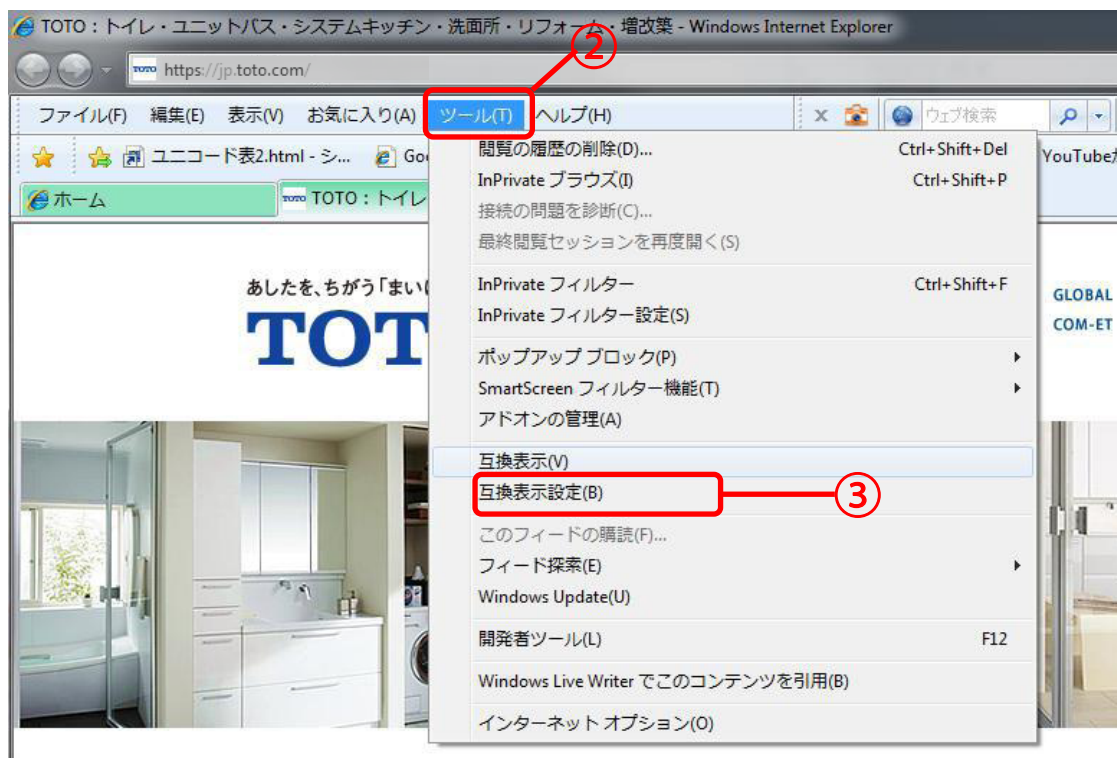 TOTO：トイレ・ユニットバス・システムキッチン・洗面所・リフォーム・増改築 - Windows Internet Explorer
②
TOTO https://jp.toto.com/
ファイル(F) 編集(E) 表示(V) お気に入り(A) ツール(T) ヘルプ(H)
x ウェブ検索
ユニコード表2.html - シ... Go
YouTube
ホーム
TOTO TOTO：トイレ
閲覧の履歴の削除(D)... Ctrl+Shift+Del
InPrivate ブラウズ(I) Ctrl+Shift+P
接続の問題を診断(C)...
最終閲覧セッションを再度開く(S)
InPrivate フィルター Ctrl+Shift+F
InPrivate フィルター設定(S)
ポップアップ ブロック(P)
SmartScreen フィルター機能(T)
アドオンの管理(A)
互換表示(V)
互換表示設定(B)
③
このフィードの購読(F)...
フィード探索(E)
Windows Update(U)
開発者ツール(L) F12
Windows Live Writer でこのコンテンツを引用(B)
インターネット オプション(O)
あしたを、ちがう「まい
TOT
GLOBAL
COM-ET